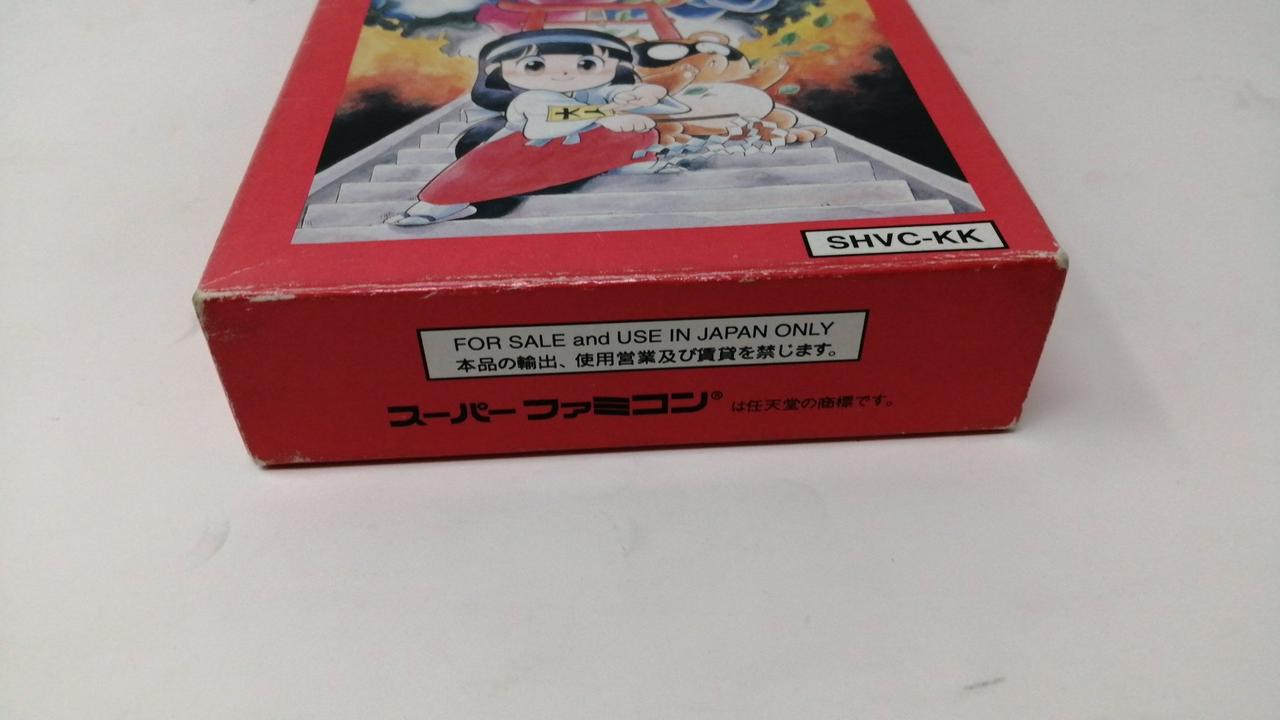 SHVC-KK
FOR SALE and USE IN JAPAN ONLY
本品の輸出、使用営業及び賃貸を禁じます。
スーパーファミコン® は任天堂の商標です。